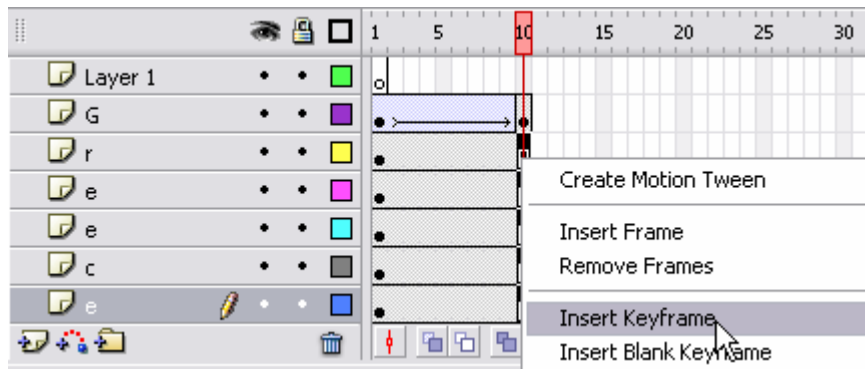 1 5 10 15 20 25 30
Layer 1
G
r
e
e
c
e
Create Motion Tween
Insert Frame
Remove Frames
Insert Keyframe
Insert Blank Keyframe